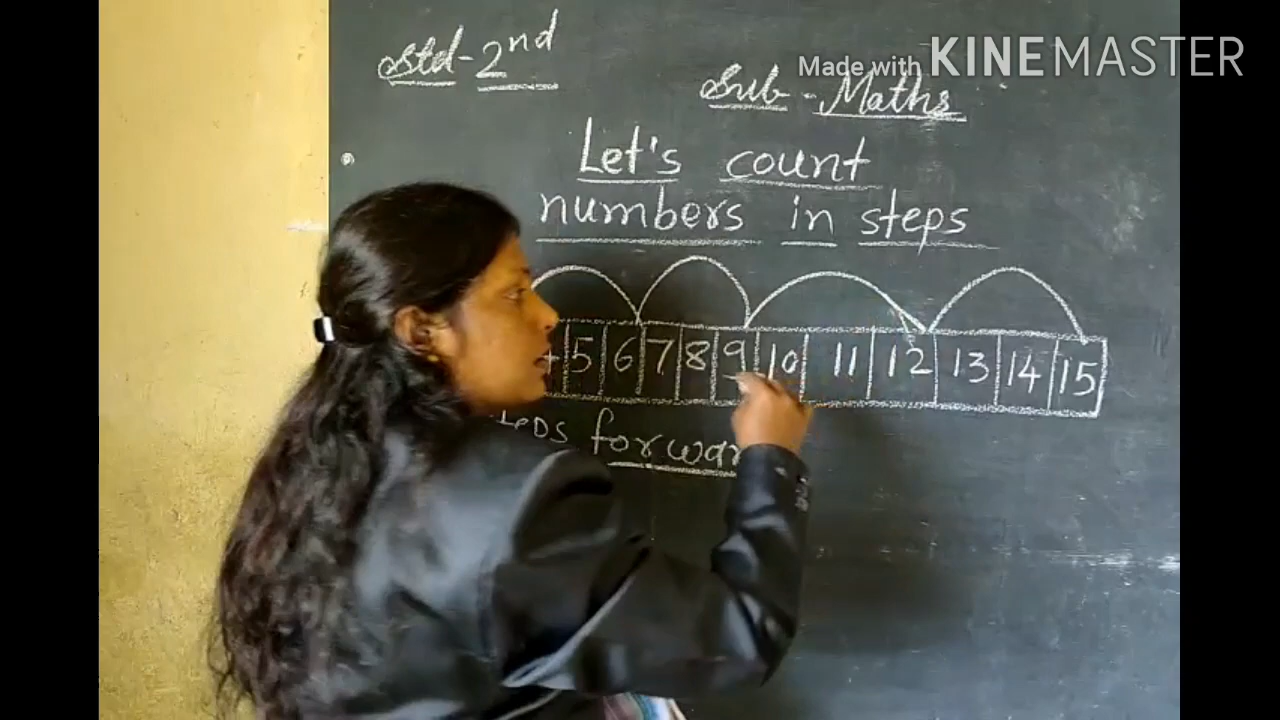 Std - 2nd
Made with KINEMASTER
Sub - Maths
Let's count
numbers in steps
5 6 7 8 9 10 11 12 13 14 15